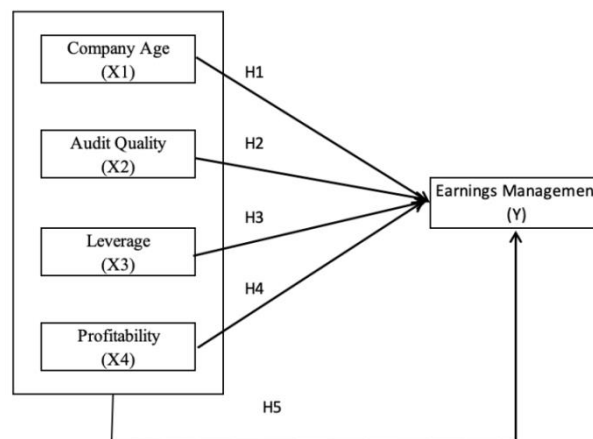 Company Age
(X1)
H1
Audit Quality
(X2)
H2
Earnings Managemen
(Y)
Leverage
(X3)
H3
H4
Profitability
(X4)
H5